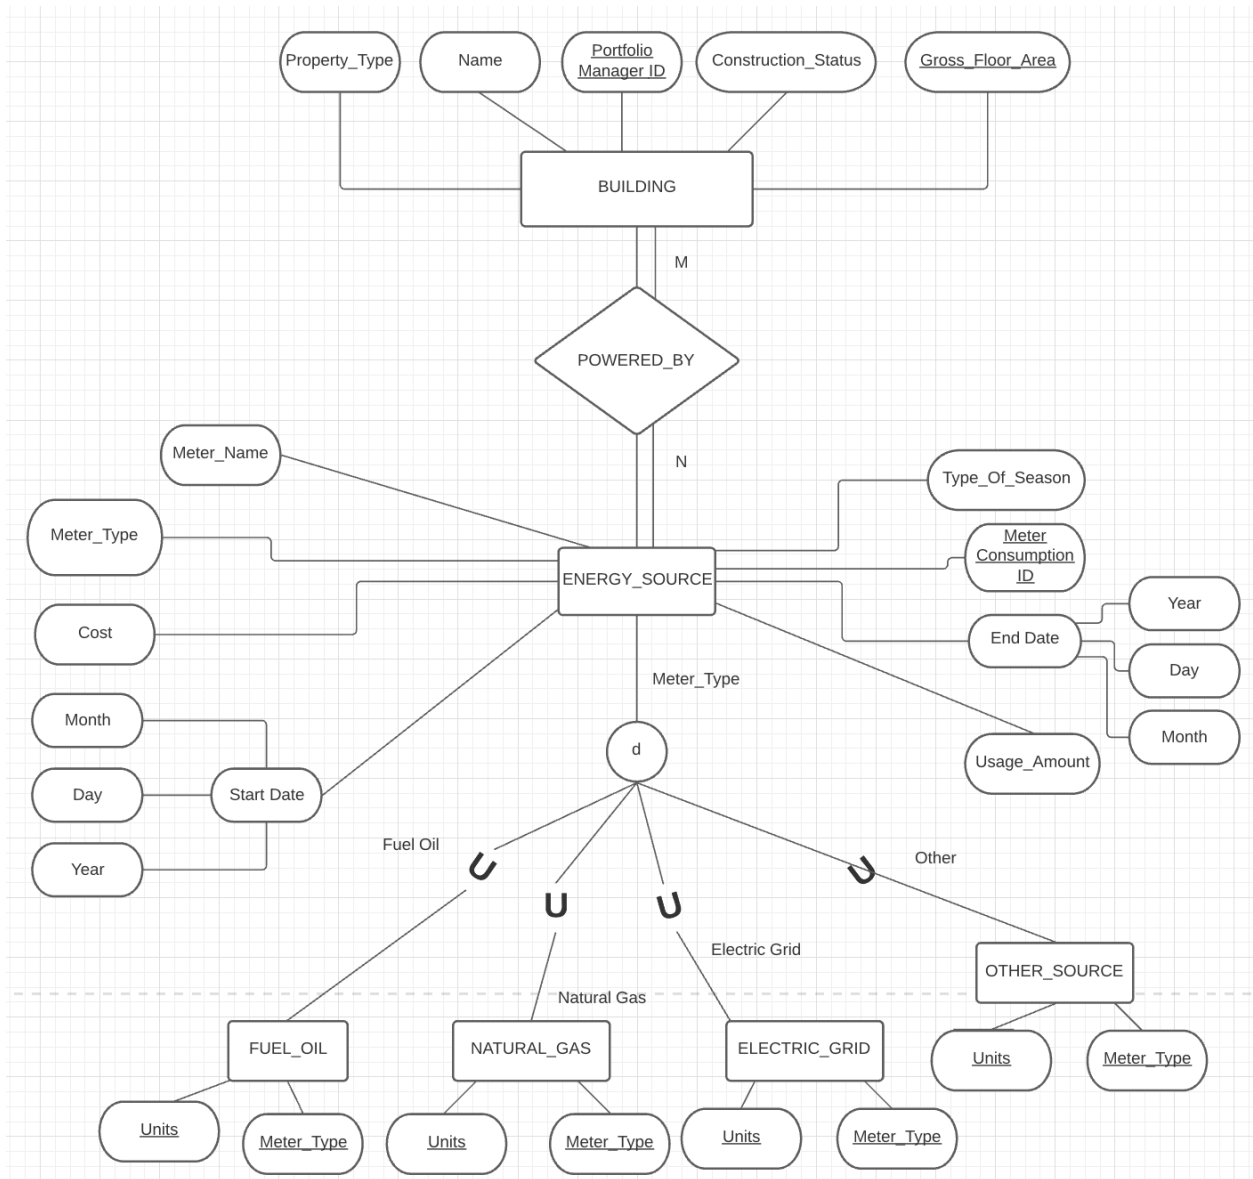 Property_Type
Name
Portfolio
Manager ID
Construction_Status
Gross_Floor_Area
BUILDING
M
POWERED_BY
N
Meter_Name
Type_Of_Season
Meter_Type
Meter
Consumption
ID
ENERGY_SOURCE
Cost
End Date
Year
Day
Month
Meter_Type
Usage_Amount
Month
Day
Year
Start Date
d
Fuel Oil
U
U
U
U
Other
Electric Grid
Natural Gas
OTHER_SOURCE
FUEL_OIL
NATURAL_GAS
ELECTRIC_GRID
Units
Meter_Type
Units
Meter_Type
Units
Meter_Type
Units
Meter_Type